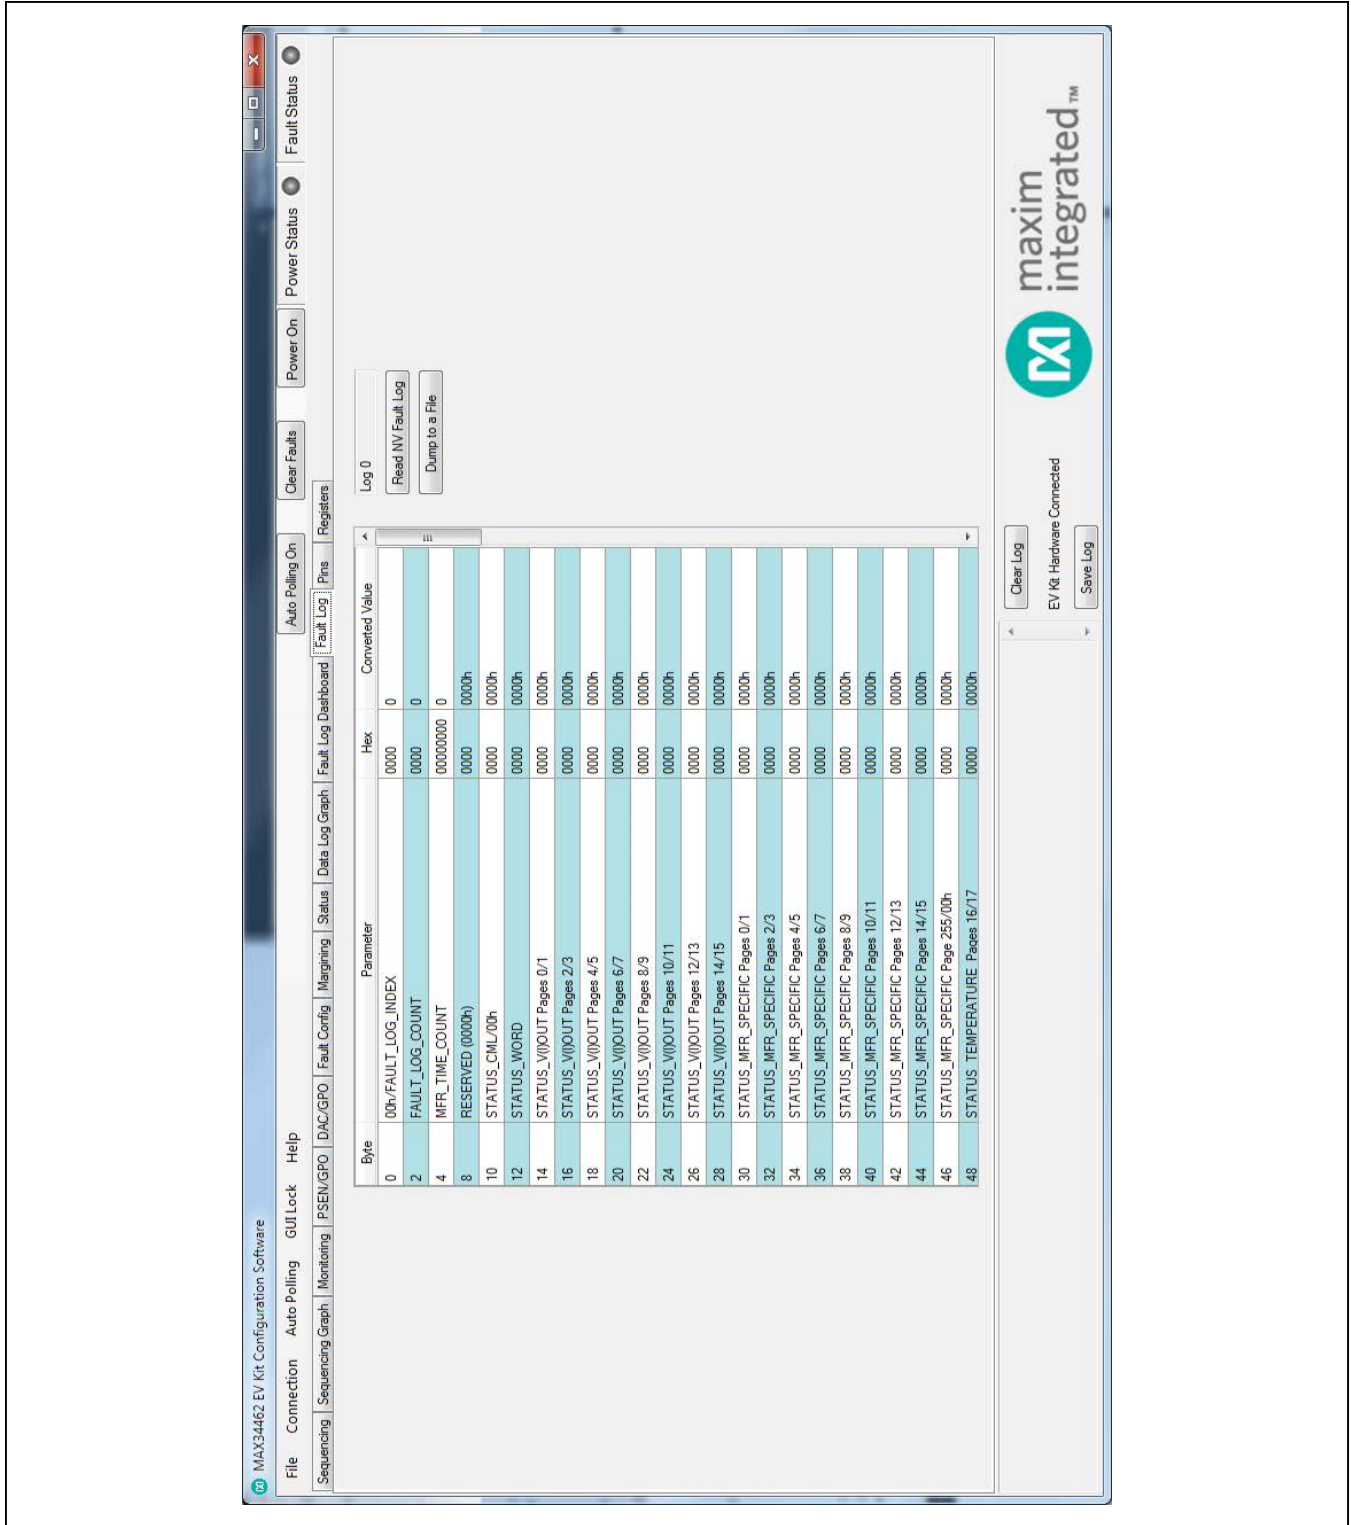 MAX34462 EV Kit Configuration Software
File Connection Auto Polling GUI Lock Help Auto Polling On Clear Faults Power On Power Status Fault Status
Sequencing Sequencing Graph Monitoring PSEN/GPO DAC/GPO Fault Config Margining Status Data Log Graph Fault Log Dashboard Fault Log Pins Registers
Byte Parameter Hex Converted Value
0 00h/FAULT_LOG_INDEX 0000 0
2 FAULT_LOG_COUNT 0000 0
4 MFR_TIME_COUNT 00000000 0
8 RESERVED (0000h) 0000 0000h
10 STATUS_CML/00h 0000 0000h
12 STATUS_WORD 0000 0000h
14 STATUS_V(I)OUT Pages 0/1 0000 0000h
16 STATUS_V(I)OUT Pages 2/3 0000 0000h
18 STATUS_V(I)OUT Pages 4/5 0000 0000h
20 STATUS_V(I)OUT Pages 6/7 0000 0000h
22 STATUS_V(I)OUT Pages 8/9 0000 0000h
24 STATUS_V(I)OUT Pages 10/11 0000 0000h
26 STATUS_V(I)OUT Pages 12/13 0000 0000h
28 STATUS_V(I)OUT Pages 14/15 0000 0000h
30 STATUS_MFR_SPECIFIC Pages 0/1 0000 0000h
32 STATUS_MFR_SPECIFIC Pages 2/3 0000 0000h
34 STATUS_MFR_SPECIFIC Pages 4/5 0000 0000h
36 STATUS_MFR_SPECIFIC Pages 6/7 0000 0000h
38 STATUS_MFR_SPECIFIC Pages 8/9 0000 0000h
40 STATUS_MFR_SPECIFIC Pages 10/11 0000 0000h
42 STATUS_MFR_SPECIFIC Pages 12/13 0000 0000h
44 STATUS_MFR_SPECIFIC Pages 14/15 0000 0000h
46 STATUS_MFR_SPECIFIC Page 255/00h 0000 0000h
48 STATUS_TEMPERATURE Pages 16/17 0000 0000h
Log 0
Read NV Fault Log
Dump to a File
Clear Log
EV Kit Hardware Connected
Save Log
maxim
integrated™